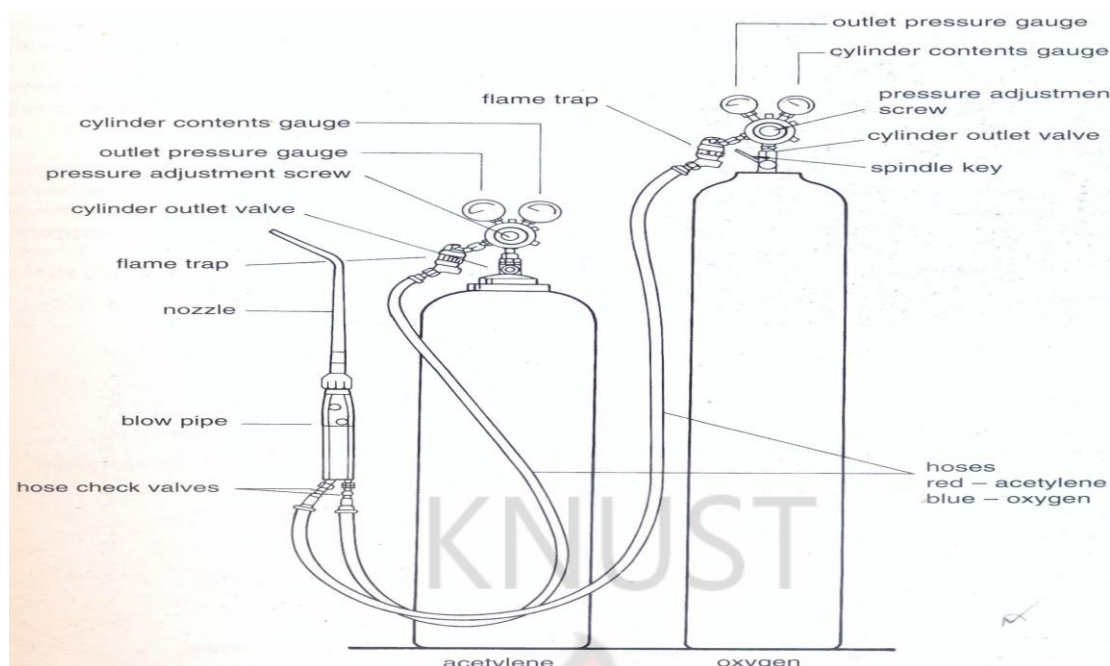 outlet pressure gauge
cylinder contents gauge
flame trap
pressure adjustmen
screw
cylinder contents gauge
cylinder outlet valve
outlet pressure gauge
spindle key
pressure adjustment screw
cylinder outlet valve
flame trap
nozzle
blow pipe
hoses
red – acetylene
blue – oxygen
hose check valves
KNUST
acetylene
oxygen